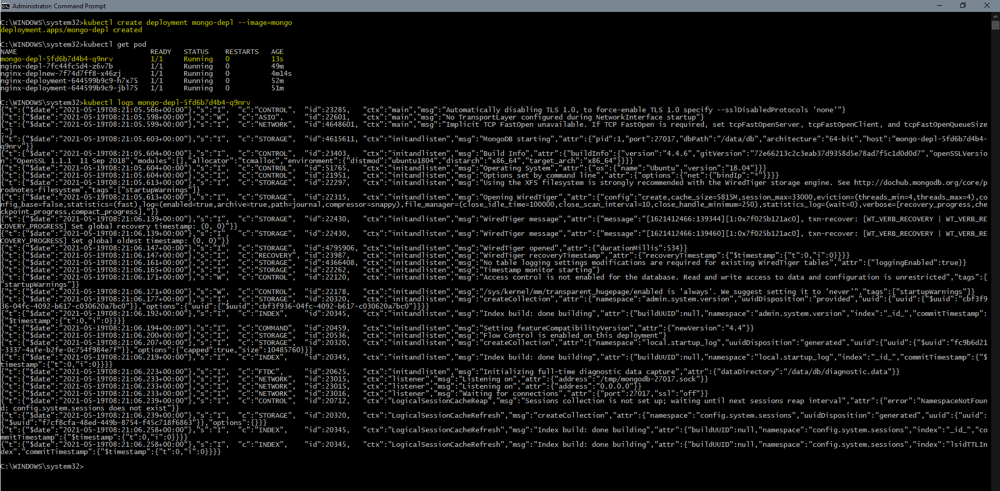 Administrator: Command Prompt
C:\WINDOWS\system32>kubectl create deployment mongo-depl --image=mongo
deployment.apps/mongo-depl created
C:\WINDOWS\system32>kubectl get pod
NAME                                READY   STATUS    RESTARTS   AGE
mongo-depl-5fd6b7d4b4-q9nrv         1/1     Running   0          13s
nginx-depl-7fc44fc5d4-z6v7b         1/1     Running   0          49m
nginx-deplnew-7f74d7ff8-x46zj       1/1     Running   0          4m14s
nginx-deployment-644599b9c9-h7x75   1/1     Running   0          52m
nginx-deployment-644599b9c9-jbl75   1/1     Running   0          51m
C:\WINDOWS\system32>kubectl logs mongo-depl-5fd6b7d4b4-q9nrv
{"t":{"$date":"2021-05-19T08:21:05.566+00:00"},"s":"I",  "c":"CONTROL",  "id":23285,   "ctx":"main","msg":"Automatically disabling TLS 1.0, to force-enable TLS 1.0 specify --sslDisabledProtocols 'none'"}
{"t":{"$date":"2021-05-19T08:21:05.598+00:00"},"s":"W",  "c":"ASIO",     "id":22601,   "ctx":"main","msg":"No TransportLayer configured during NetworkInterface startup"}
{"t":{"$date":"2021-05-19T08:21:05.599+00:00"},"s":"I",  "c":"NETWORK",  "id":4648601, "ctx":"main","msg":"Implicit TCP FastOpen unavailable. If TCP FastOpen is required, set tcpFastOpenServer, tcpFastOpenClient, and tcpFastOpenQueueSize
."}
{"t":{"$date":"2021-05-19T08:21:05.603+00:00"},"s":"I",  "c":"STORAGE",  "id":4615611, "ctx":"initandlisten","msg":"MongoDB starting","attr":{"pid":1,"port":27017,"dbPath":"/data/db","architecture":"64-bit","host":"mongo-depl-5fd6b7d4b4-
q9nrv"}}
{"t":{"$date":"2021-05-19T08:21:05.604+00:00"},"s":"I",  "c":"CONTROL",  "id":23403,   "ctx":"initandlisten","msg":"Build Info","attr":{"buildInfo":{"version":"4.4.6","gitVersion":"72e66213c2c3eab37d9358d5e78ad7f5c1d0d0d7","openSSLVersio
n":"OpenSSL 1.1.1  11 Sep 2018","modules":[],"allocator":"tcmalloc","environment":{"distmod":"ubuntu1804","distarch":"x86_64","target_arch":"x86_64"}}}}
{"t":{"$date":"2021-05-19T08:21:05.604+00:00"},"s":"I",  "c":"CONTROL",  "id":51765,   "ctx":"initandlisten","msg":"Operating System","attr":{"os":{"name":"Ubuntu","version":"18.04"}}}
{"t":{"$date":"2021-05-19T08:21:05.604+00:00"},"s":"I",  "c":"CONTROL",  "id":21951,   "ctx":"initandlisten","msg":"Options set by command line","attr":{"options":{"net":{"bindIp":"*"}}}}
{"t":{"$date":"2021-05-19T08:21:05.613+00:00"},"s":"I",  "c":"STORAGE",  "id":22297,   "ctx":"initandlisten","msg":"Using the XFS filesystem is strongly recommended with the WiredTiger storage engine. See http://dochub.mongodb.org/core/p
rodnotes-filesystem","tags":["startupWarnings"]}
{"t":{"$date":"2021-05-19T08:21:05.613+00:00"},"s":"I",  "c":"STORAGE",  "id":22315,   "ctx":"initandlisten","msg":"Opening WiredTiger","attr":{"config":"create,cache_size=5815M,session_max=33000,eviction=(threads_min=4,threads_max=4),co
nfig_base=false,statistics=(fast),log=(enabled=true,archive=true,path=journal,compressor=snappy),file_manager=(close_idle_time=100000,close_scan_interval=10,close_handle_minimum=250),statistics_log=(wait=0),verbose=[recovery_progress,che
ckpoint_progress,compact_progress],"}}
{"t":{"$date":"2021-05-19T08:21:06.139+00:00"},"s":"I",  "c":"STORAGE",  "id":22430,   "ctx":"initandlisten","msg":"WiredTiger message","attr":{"message":"[1621412466:139344][1:0x7f025b121ac0], txn-recover: [WT_VERB_RECOVERY | WT_VERB_RE
COVERY_PROGRESS] Set global recovery timestamp: (0, 0)"}}
{"t":{"$date":"2021-05-19T08:21:06.139+00:00"},"s":"I",  "c":"STORAGE",  "id":22430,   "ctx":"initandlisten","msg":"WiredTiger message","attr":{"message":"[1621412466:139460][1:0x7f025b121ac0], txn-recover: [WT_VERB_RECOVERY | WT_VERB_RE
COVERY_PROGRESS] Set global oldest timestamp: (0, 0)"}}
{"t":{"$date":"2021-05-19T08:21:06.147+00:00"},"s":"I",  "c":"STORAGE",  "id":4795906, "ctx":"initandlisten","msg":"WiredTiger opened","attr":{"durationMillis":534}}
{"t":{"$date":"2021-05-19T08:21:06.147+00:00"},"s":"I",  "c":"RECOVERY", "id":23987,   "ctx":"initandlisten","msg":"WiredTiger recoveryTimestamp","attr":{"recoveryTimestamp":{"$timestamp":{"t":0,"i":0}}}}
{"t":{"$date":"2021-05-19T08:21:06.161+00:00"},"s":"I",  "c":"STORAGE",  "id":4366408, "ctx":"initandlisten","msg":"No table logging settings modifications are required for existing WiredTiger tables","attr":{"loggingEnabled":true}}
{"t":{"$date":"2021-05-19T08:21:06.165+00:00"},"s":"I",  "c":"STORAGE",  "id":22262,   "ctx":"initandlisten","msg":"Timestamp monitor starting"}
{"t":{"$date":"2021-05-19T08:21:06.171+00:00"},"s":"W",  "c":"CONTROL",  "id":22120,   "ctx":"initandlisten","msg":"Access control is not enabled for the database. Read and write access to data and configuration is unrestricted","tags":[
"startupWarnings"]}
{"t":{"$date":"2021-05-19T08:21:06.171+00:00"},"s":"W",  "c":"CONTROL",  "id":22178,   "ctx":"initandlisten","msg":"/sys/kernel/mm/transparent_hugepage/enabled is 'always'. We suggest setting it to 'never'","tags":["startupWarnings"]}
{"t":{"$date":"2021-05-19T08:21:06.177+00:00"},"s":"I",  "c":"STORAGE",  "id":20320,   "ctx":"initandlisten","msg":"createCollection","attr":{"namespace":"admin.system.version","uuidDisposition":"provided","uuid":{"uuid":{"$uuid":"cbf3f9
36-04fc-4092-b617-c030620a7bc0"}},"options":{"uuid":{"$uuid":"cbf3f936-04fc-4092-b617-c030620a7bc0"}}}}
{"t":{"$date":"2021-05-19T08:21:06.192+00:00"},"s":"I",  "c":"INDEX",    "id":20345,   "ctx":"initandlisten","msg":"Index build: done building","attr":{"buildUUID":null,"namespace":"admin.system.version","index":"_id_","commitTimestamp":
{"$timestamp":{"t":0,"i":0}}}}
{"t":{"$date":"2021-05-19T08:21:06.194+00:00"},"s":"I",  "c":"COMMAND",  "id":20459,   "ctx":"initandlisten","msg":"Setting featureCompatibilityVersion","attr":{"newVersion":"4.4"}}
{"t":{"$date":"2021-05-19T08:21:06.200+00:00"},"s":"I",  "c":"STORAGE",  "id":20536,   "ctx":"initandlisten","msg":"Flow Control is enabled on this deployment"}
{"t":{"$date":"2021-05-19T08:21:06.207+00:00"},"s":"I",  "c":"STORAGE",  "id":20320,   "ctx":"initandlisten","msg":"createCollection","attr":{"namespace":"local.startup_log","uuidDisposition":"generated","uuid":{"uuid":{"$uuid":"fc9b6d21
-3337-4afe-b2fe-0c754f984e7f"}},"options":{"capped":true,"size":10485760}}}
{"t":{"$date":"2021-05-19T08:21:06.219+00:00"},"s":"I",  "c":"INDEX",    "id":20345,   "ctx":"initandlisten","msg":"Index build: done building","attr":{"buildUUID":null,"namespace":"local.startup_log","index":"_id_","commitTimestamp":{"$
timestamp":{"t":0,"i":0}}}}
{"t":{"$date":"2021-05-19T08:21:06.223+00:00"},"s":"I",  "c":"FTDC",     "id":20625,   "ctx":"initandlisten","msg":"Initializing full-time diagnostic data capture","attr":{"dataDirectory":"/data/db/diagnostic.data"}}
{"t":{"$date":"2021-05-19T08:21:06.233+00:00"},"s":"I",  "c":"NETWORK",  "id":23015,   "ctx":"listener","msg":"Listening on","attr":{"address":"/tmp/mongodb-27017.sock"}}
{"t":{"$date":"2021-05-19T08:21:06.233+00:00"},"s":"I",  "c":"NETWORK",  "id":23015,   "ctx":"listener","msg":"Listening on","attr":{"address":"0.0.0.0"}}
{"t":{"$date":"2021-05-19T08:21:06.233+00:00"},"s":"I",  "c":"NETWORK",  "id":23016,   "ctx":"listener","msg":"Waiting for connections","attr":{"port":27017,"ssl":"off"}}
{"t":{"$date":"2021-05-19T08:21:06.239+00:00"},"s":"I",  "c":"CONTROL",  "id":20712,   "ctx":"LogicalSessionCacheReap","msg":"Sessions collection is not set up; waiting until next sessions reap interval","attr":{"error":"NamespaceNotFoun
d: config.system.sessions does not exist"}}
{"t":{"$date":"2021-05-19T08:21:06.239+00:00"},"s":"I",  "c":"STORAGE",  "id":20320,   "ctx":"LogicalSessionCacheRefresh","msg":"createCollection","attr":{"namespace":"config.system.sessions","uuidDisposition":"generated","uuid":{"uuid":
{"$uuid":"f7cf8cfa-48ed-449b-8754-f45c718f6863"}},"options":{}}}
{"t":{"$date":"2021-05-19T08:21:06.258+00:00"},"s":"I",  "c":"INDEX",    "id":20345,   "ctx":"LogicalSessionCacheRefresh","msg":"Index build: done building","attr":{"buildUUID":null,"namespace":"config.system.sessions","index":"_id_","co
mmitTimestamp":{"$timestamp":{"t":0,"i":0}}}}
{"t":{"$date":"2021-05-19T08:21:06.258+00:00"},"s":"I",  "c":"INDEX",    "id":20345,   "ctx":"LogicalSessionCacheRefresh","msg":"Index build: done building","attr":{"buildUUID":null,"namespace":"config.system.sessions","index":"lsidTTLIn
dex","commitTimestamp":{"$timestamp":{"t":0,"i":0}}}}
C:\WINDOWS\system32>